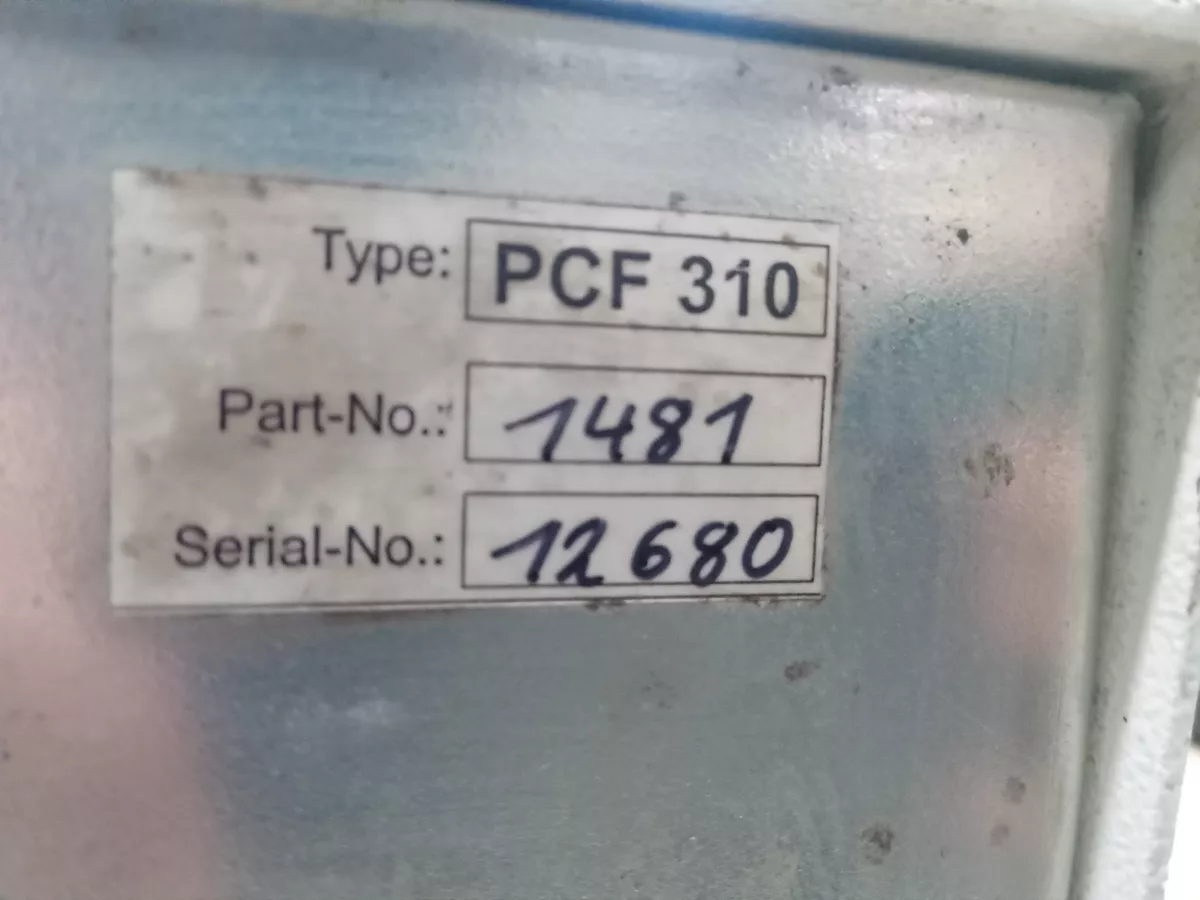 Type: PCF 310
Part-No.: 1481
Serial-No.: 12680